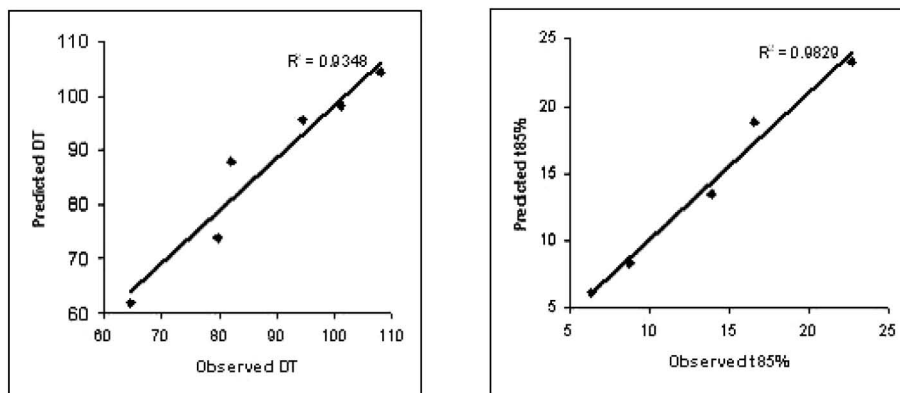 110
100
90
80
70
60
Predicted DT
R² = 0.9348
60 70 80 90 100 110
Observed DT
25
20
15
10
5
Predicted t85%
R² = 0.9829
5 10 15 20 25
Observed t85%